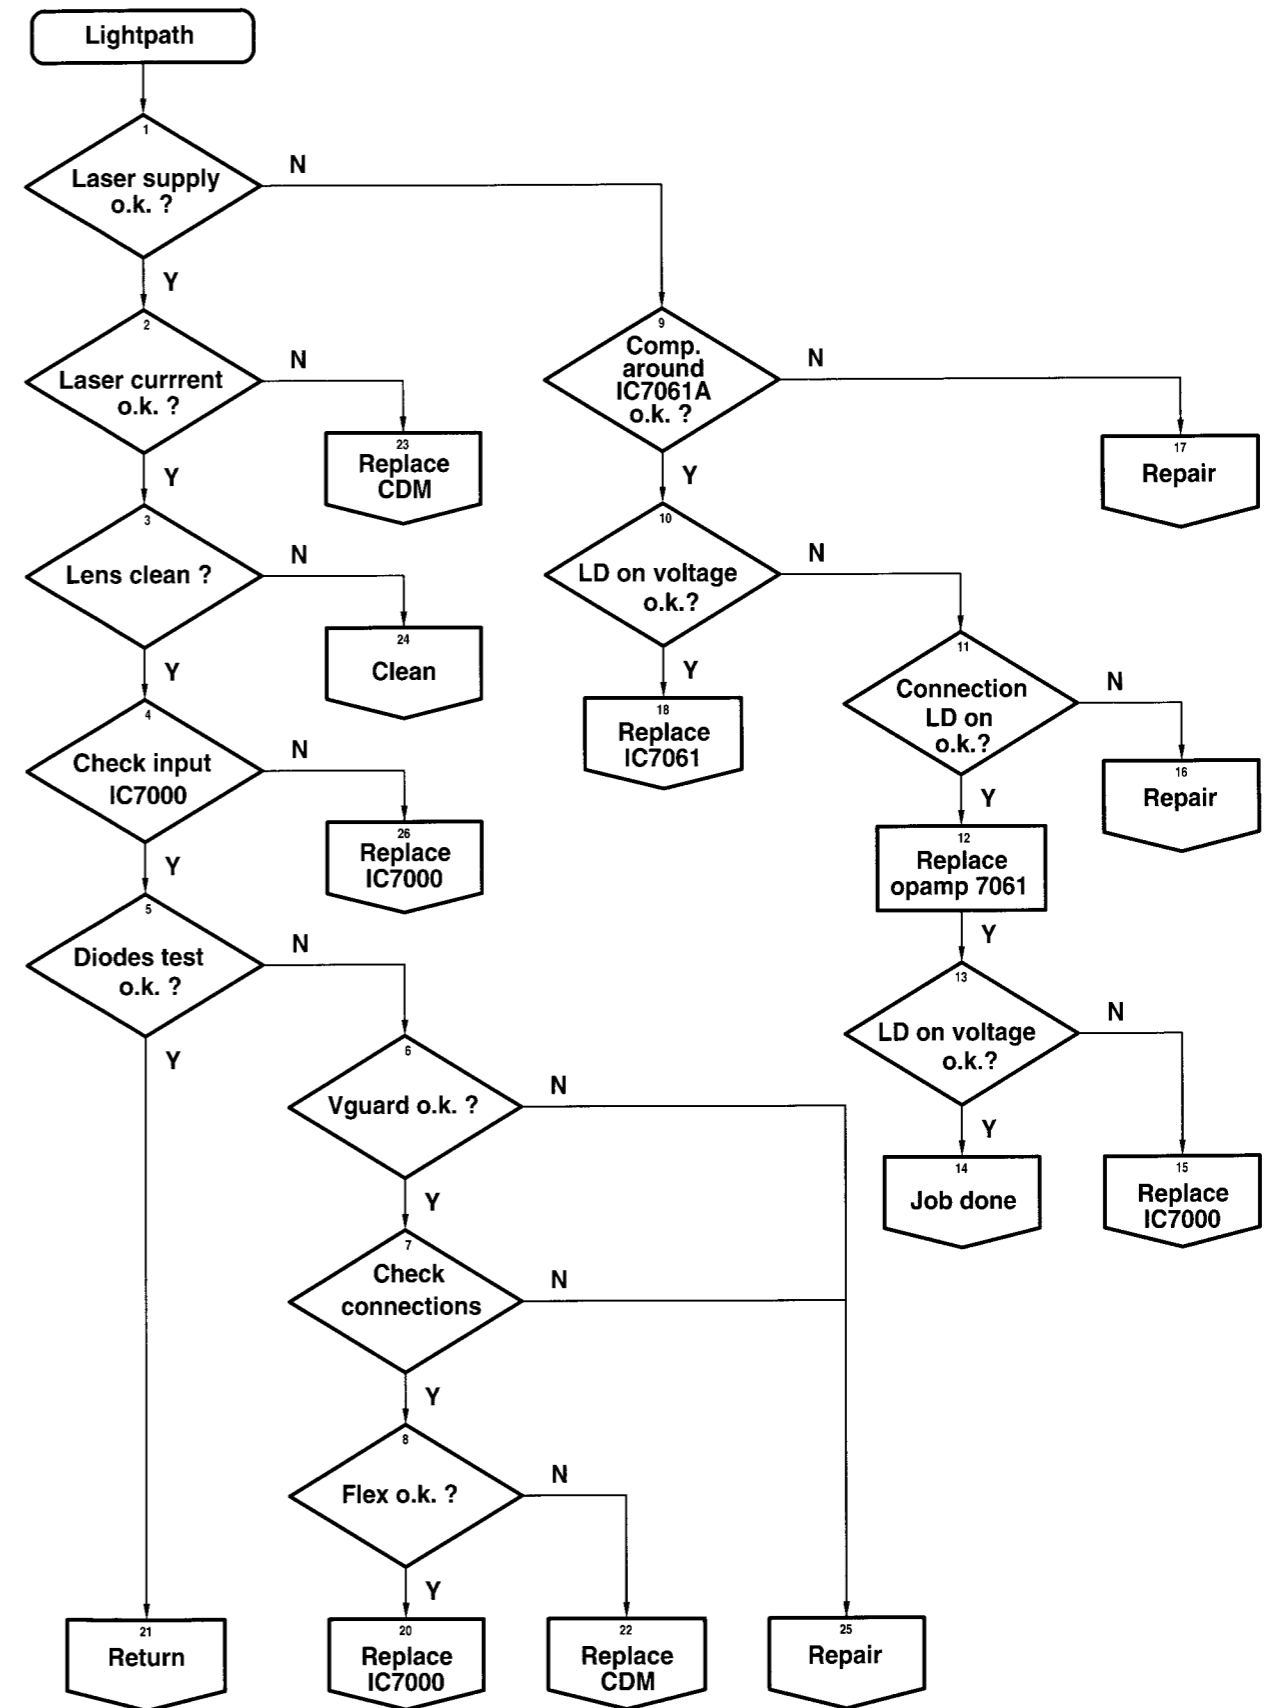 Lightpath
1
Laser supply
o.k. ?
N
Y
2
Laser currrent
o.k. ?
N
Y
23
Replace
CDM
3
Lens clean ?
N
Y
24
Clean
4
Check input
IC7000
N
Y
26
Replace
IC7000
5
Diodes test
o.k. ?
N
Y
6
Vguard o.k. ?
N
Y
7
Check
connections
N
Y
8
Flex o.k. ?
N
Y
9
Comp.
around
IC7061A
o.k. ?
N
Y
17
Repair
10
LD on voltage
o.k.?
N
Y
18
Replace
IC7061
11
Connection
LD on
o.k.?
N
Y
16
Repair
12
Replace
opamp 7061
Y
13
LD on voltage
o.k.?
N
Y
14
Job done
15
Replace
IC7000
21
Return
20
Replace
IC7000
22
Replace
CDM
25
Repair